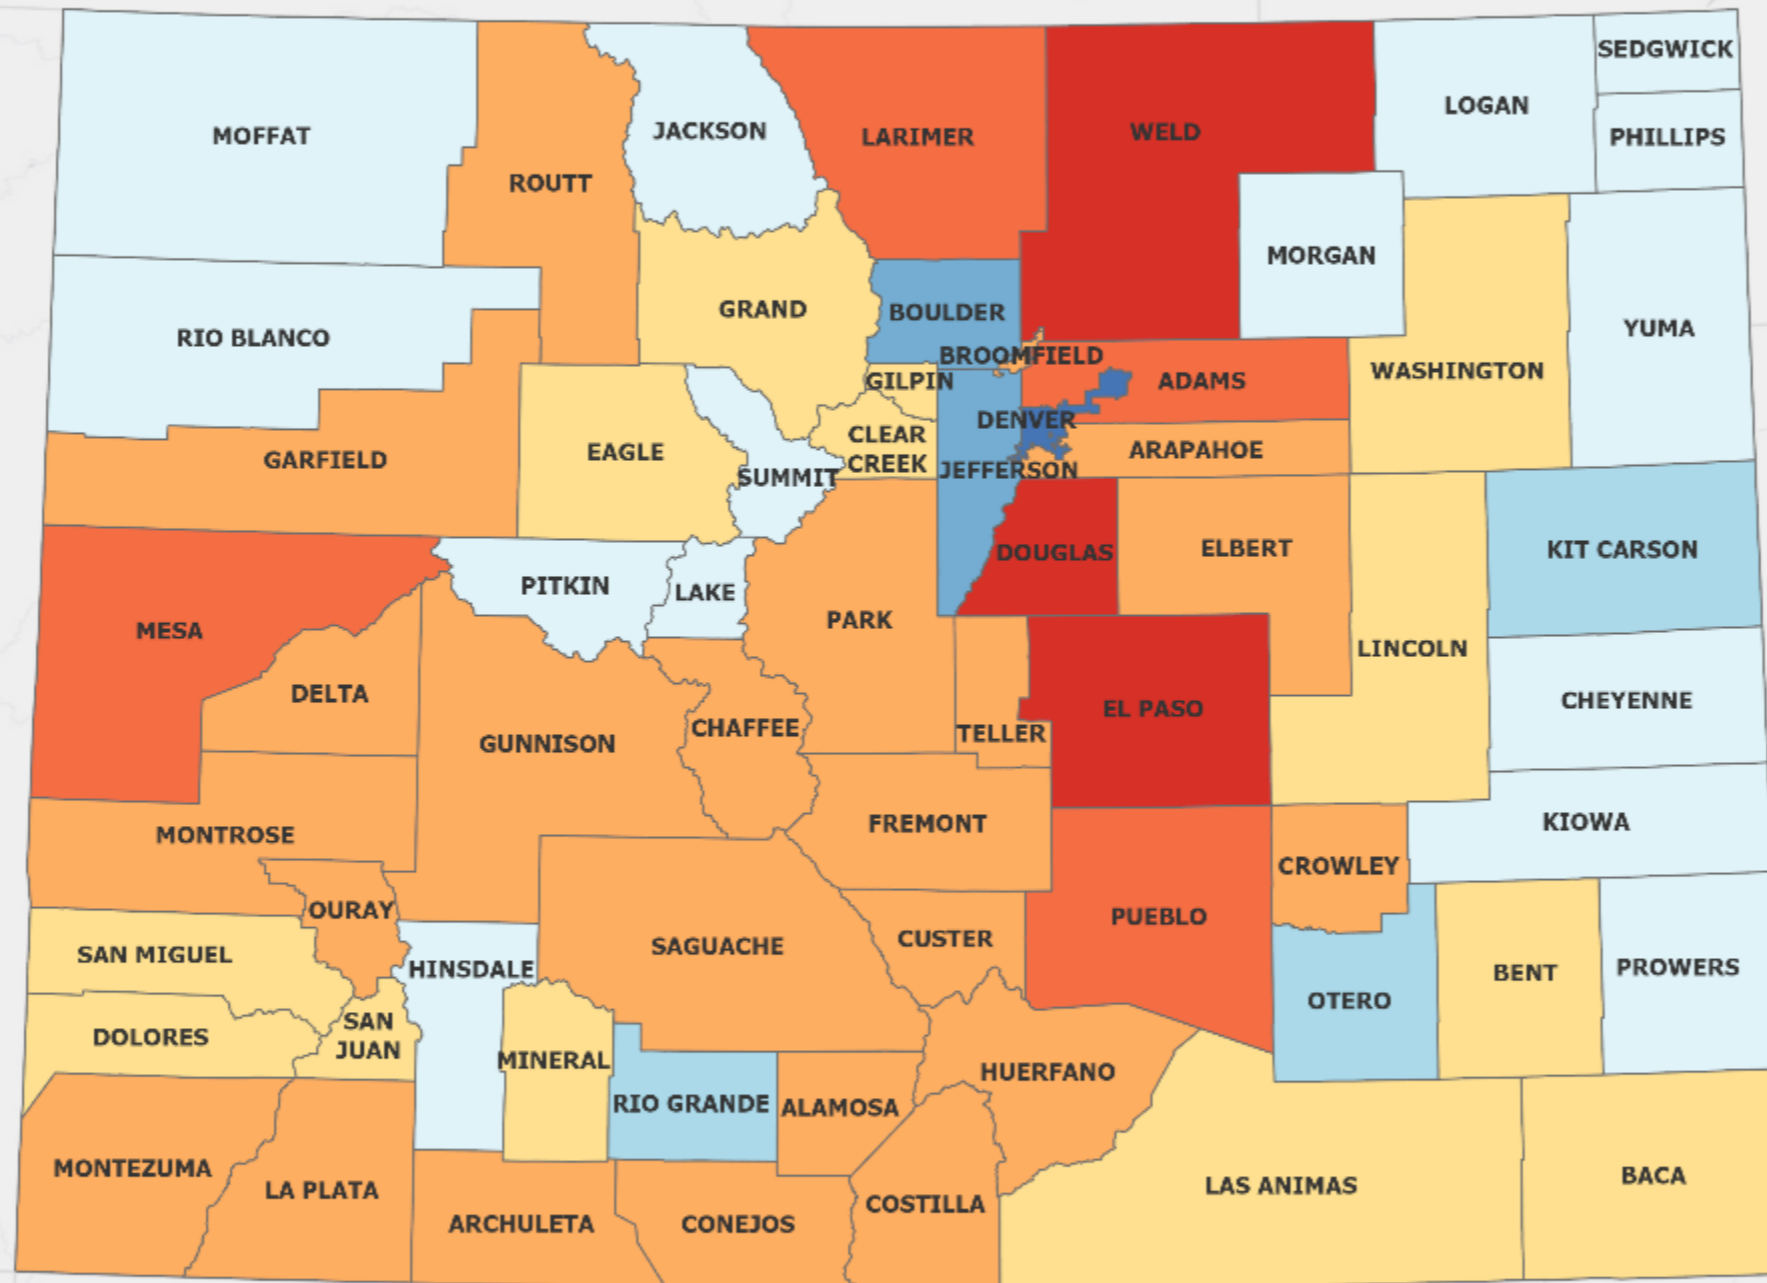 SEDGWICK
LOGAN
MOFFAT
JACKSON
LARIMER
WELD
PHILLIPS
ROUTT
MORGAN
GRAND
BOULDER
YUMA
RIO BLANCO
BROOMFIELD
GILPIN
ADAMS
WASHINGTON
DENVER
CLEAR
CREEK
ARAPAHOE
EAGLE
GARFIELD
SUMMIT
JEFFERSON
DOUGLAS
ELBERT
KIT CARSON
PITKIN
LAKE
PARK
MESA
LINCOLN
DELTA
CHEYENNE
EL PASO
GUNNISON
CHAFFEE
TELLER
MONTROSE
FREMONT
KIOWA
CROWLEY
OURAY
PUEBLO
SAN MIGUEL
SAGUACHE
CUSTER
HINSDALE
BENT
PROWERS
OTERO
DOLORES
SAN
JUAN
MINERAL
HUERFANO
RIO GRANDE
ALAMOSA
MONTEZUMA
LA PLATA
LAS ANIMAS
BACA
COSTILLA
ARCHULETA
CONEJOS